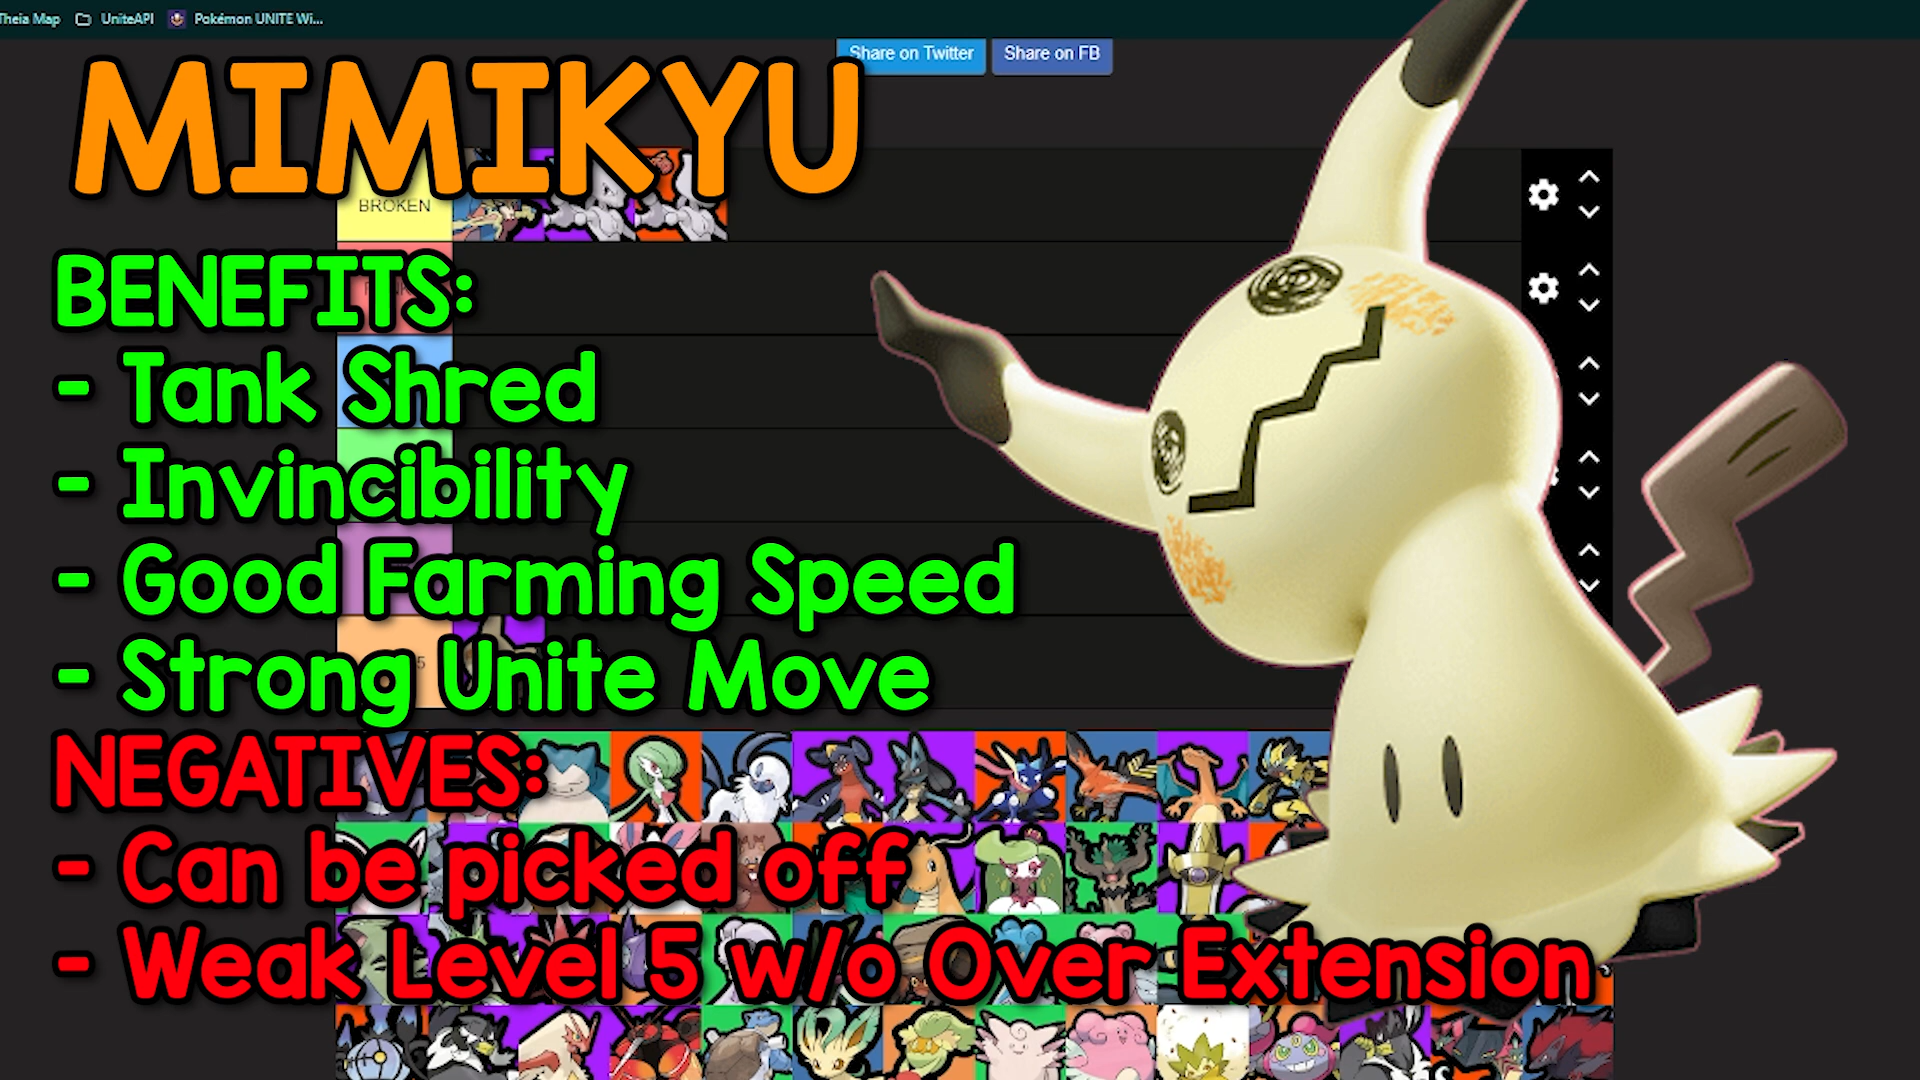 Theia Map UniteAPI Pokémon UNITE Wi...
Share on Twitter Share on FB
MIMIKYU
BROKEN
BENEFITS:
- Tank Shred
- Invincibility
- Good Farming Speed
- Strong Unite Move
NEGATIVES:
- Can be picked off
- Weak Level 5 w/o Over Extension